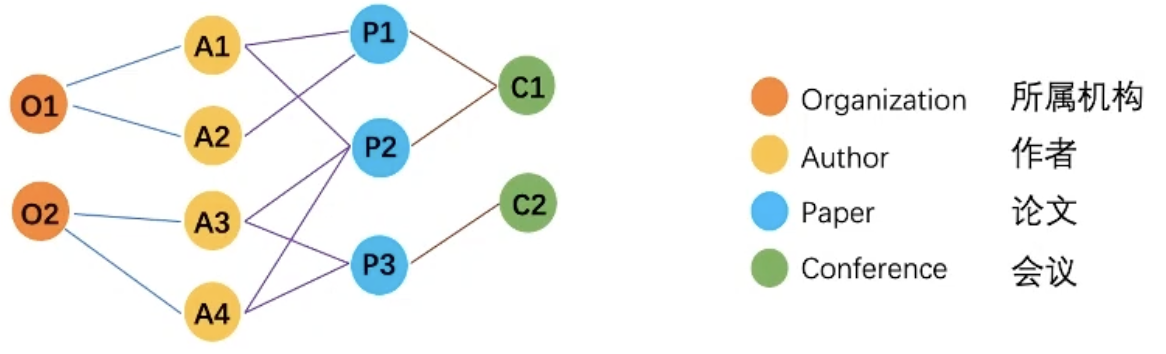 O1
O2
A1
A2
A3
A4
P1
P2
P3
C1
C2
Organization 所属机构
Author 作者
Paper 论文
Conference 会议